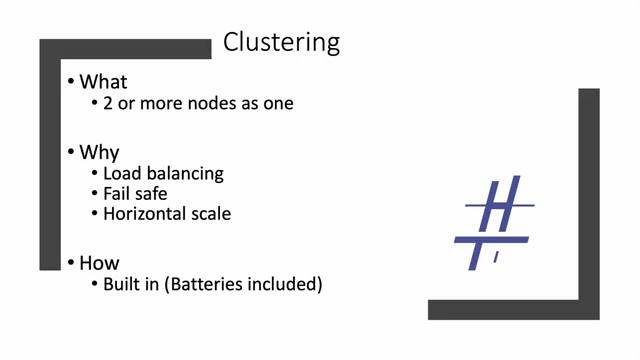 Clustering
• What
• 2 or more nodes as one
• Why
• Load balancing
• Fail safe
• Horizontal scale
• How
• Built in (Batteries included)